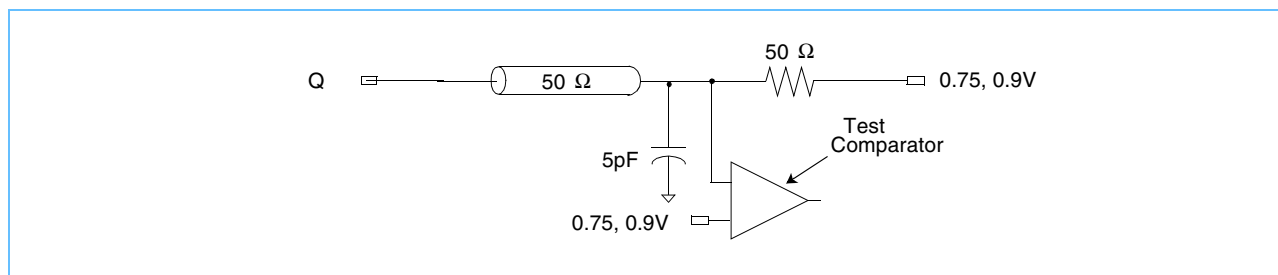 50 Ω
Q
50 Ω
0.75, 0.9V
Test
Comparator
5pF
0.75, 0.9V